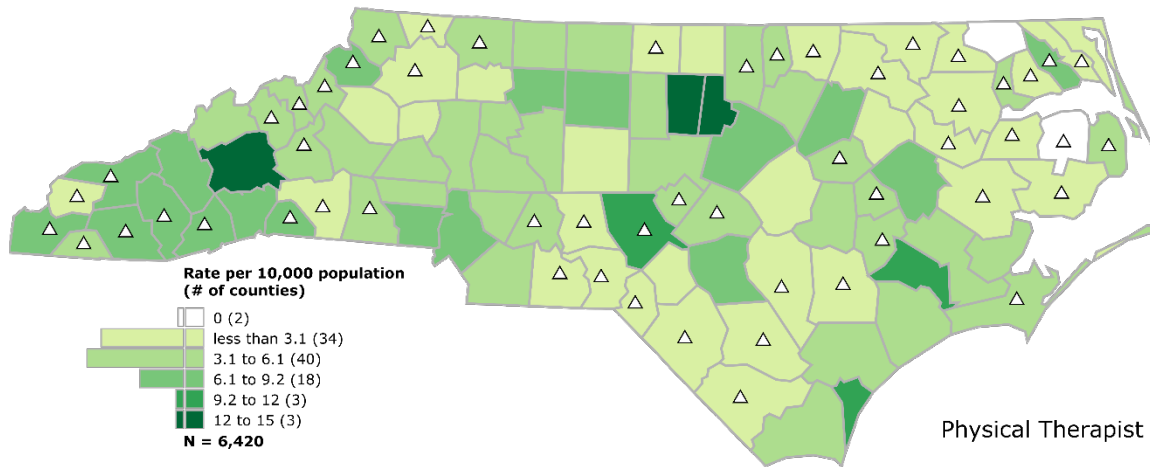 Rate per 10,000 population
(# of counties)
0 (2)
less than 3.1 (34)
3.1 to 6.1 (40)
6.1 to 9.2 (18)
9.2 to 12 (3)
12 to 15 (3)
N = 6,420
Physical Therapist